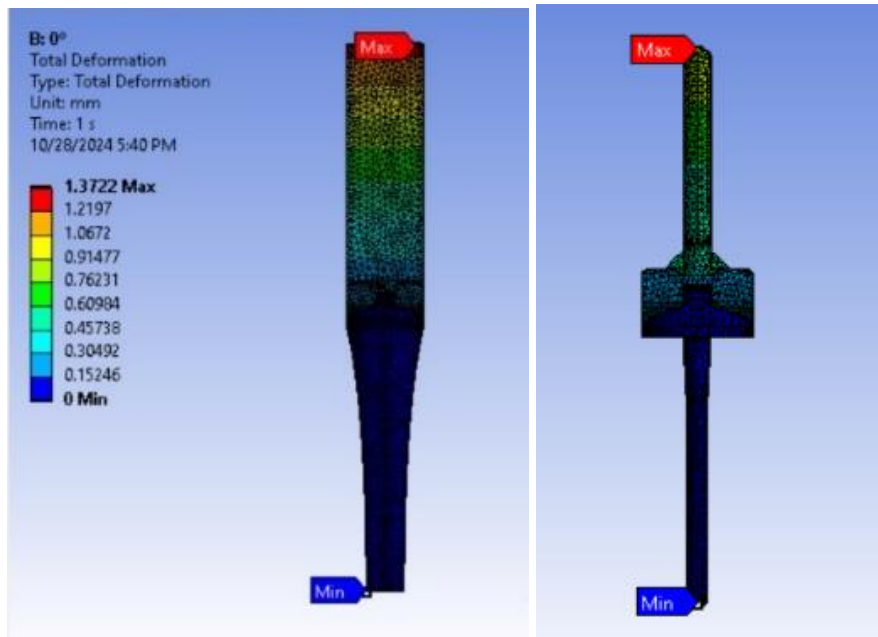 B: 0°
Total Deformation
Type: Total Deformation
Unit: mm
Time: 1 s
10/28/2024 5:40 PM
1.3722 Max
1.2197
1.0672
0.91477
0.76231
0.60984
0.45738
0.30492
0.15246
0 Min
Max
Min
Max
Min